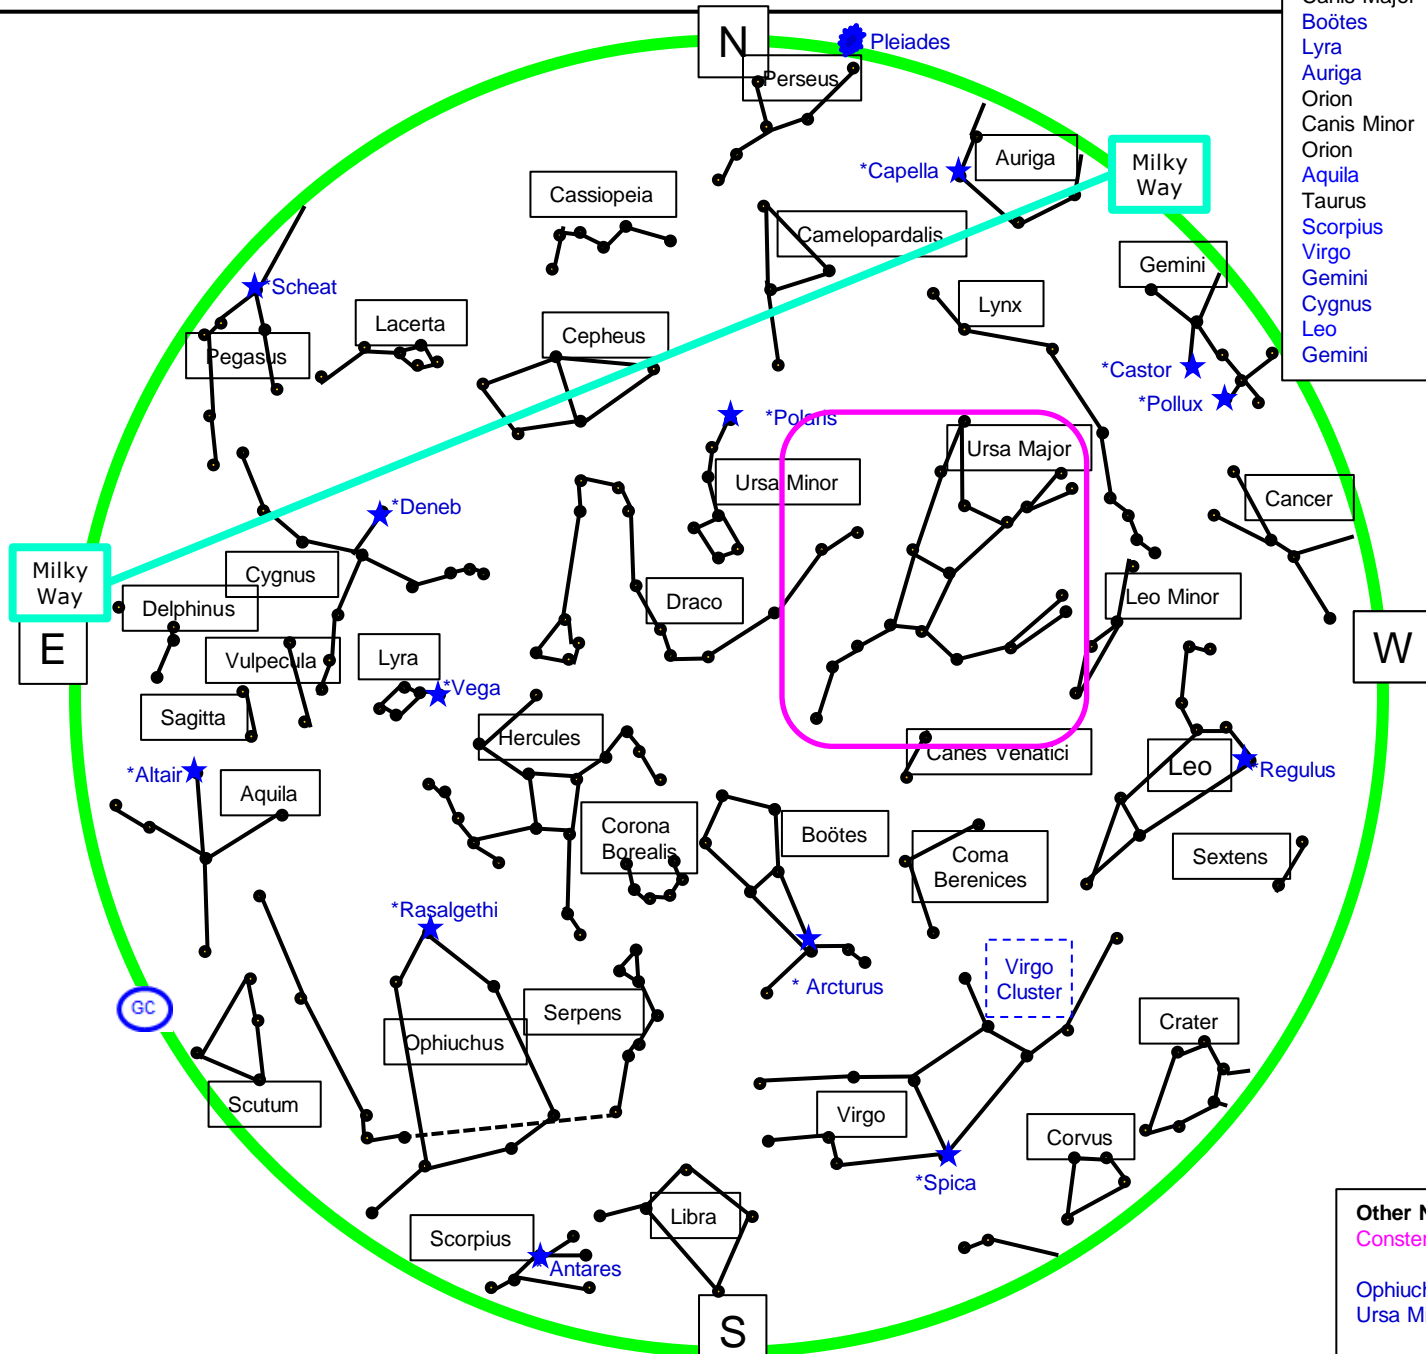 N
*Pleiades
Perseus
Canis Major
Boötes
Lyra
Auriga
Orion
Canis Minor
Orion
Aquila
Taurus
Scorpius
Virgo
Gemini
Cygnus
Leo
Gemini
*Capella
Auriga
Milky
Way
Cassiopeia
Camelopardalis
Gemini
*Scheat
Lacerta
Cepheus
Lynx
Pegasus
*Castor
*Pollux
*Polaris
Ursa Major
Ursa Minor
Cancer
*Deneb
Milky
Way
Cygnus
Delphinus
Draco
Leo Minor
E
W
Vulpecula
Lyra
*Vega
Sagitta
Hercules
Canes Venatici
Leo
*Regulus
*Altair
Aquila
Corona
Borealis
Boötes
Coma
Berenices
Sextens
*Rasalgethi
Virgo
Cluster
* Arcturus
GC
Serpens
Ophiuchus
Crater
Scutum
Virgo
Corvus
*Spica
Libra
Scorpius
*Antares
Other
S